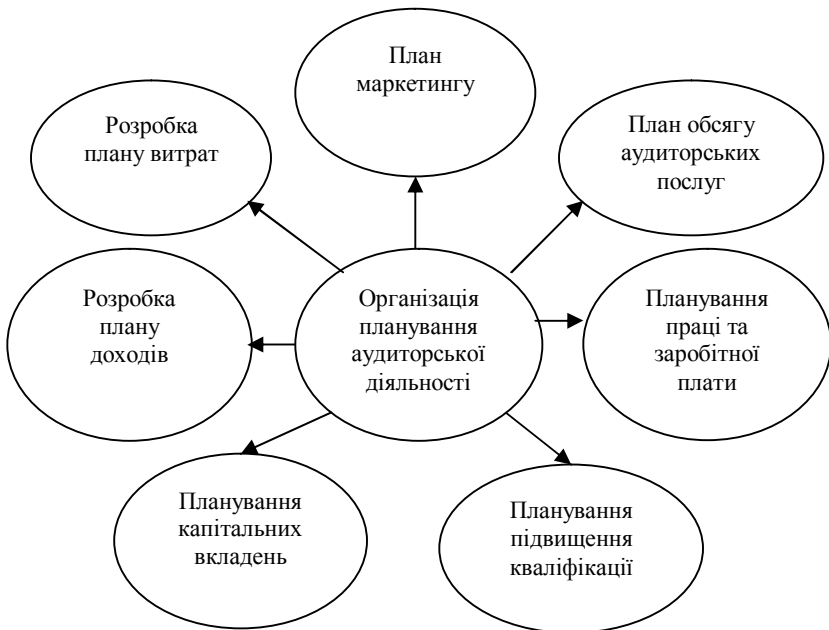 План
маркетингу
Розробка
плану витрат
План обсягу
аудиторських
послуг
Розробка
плану
доходів
Організація
планування
аудиторської
діяльності
Планування
праці та
заробітної
плати
Планування
капітальних
вкладень
Планування
підвищення
кваліфікації